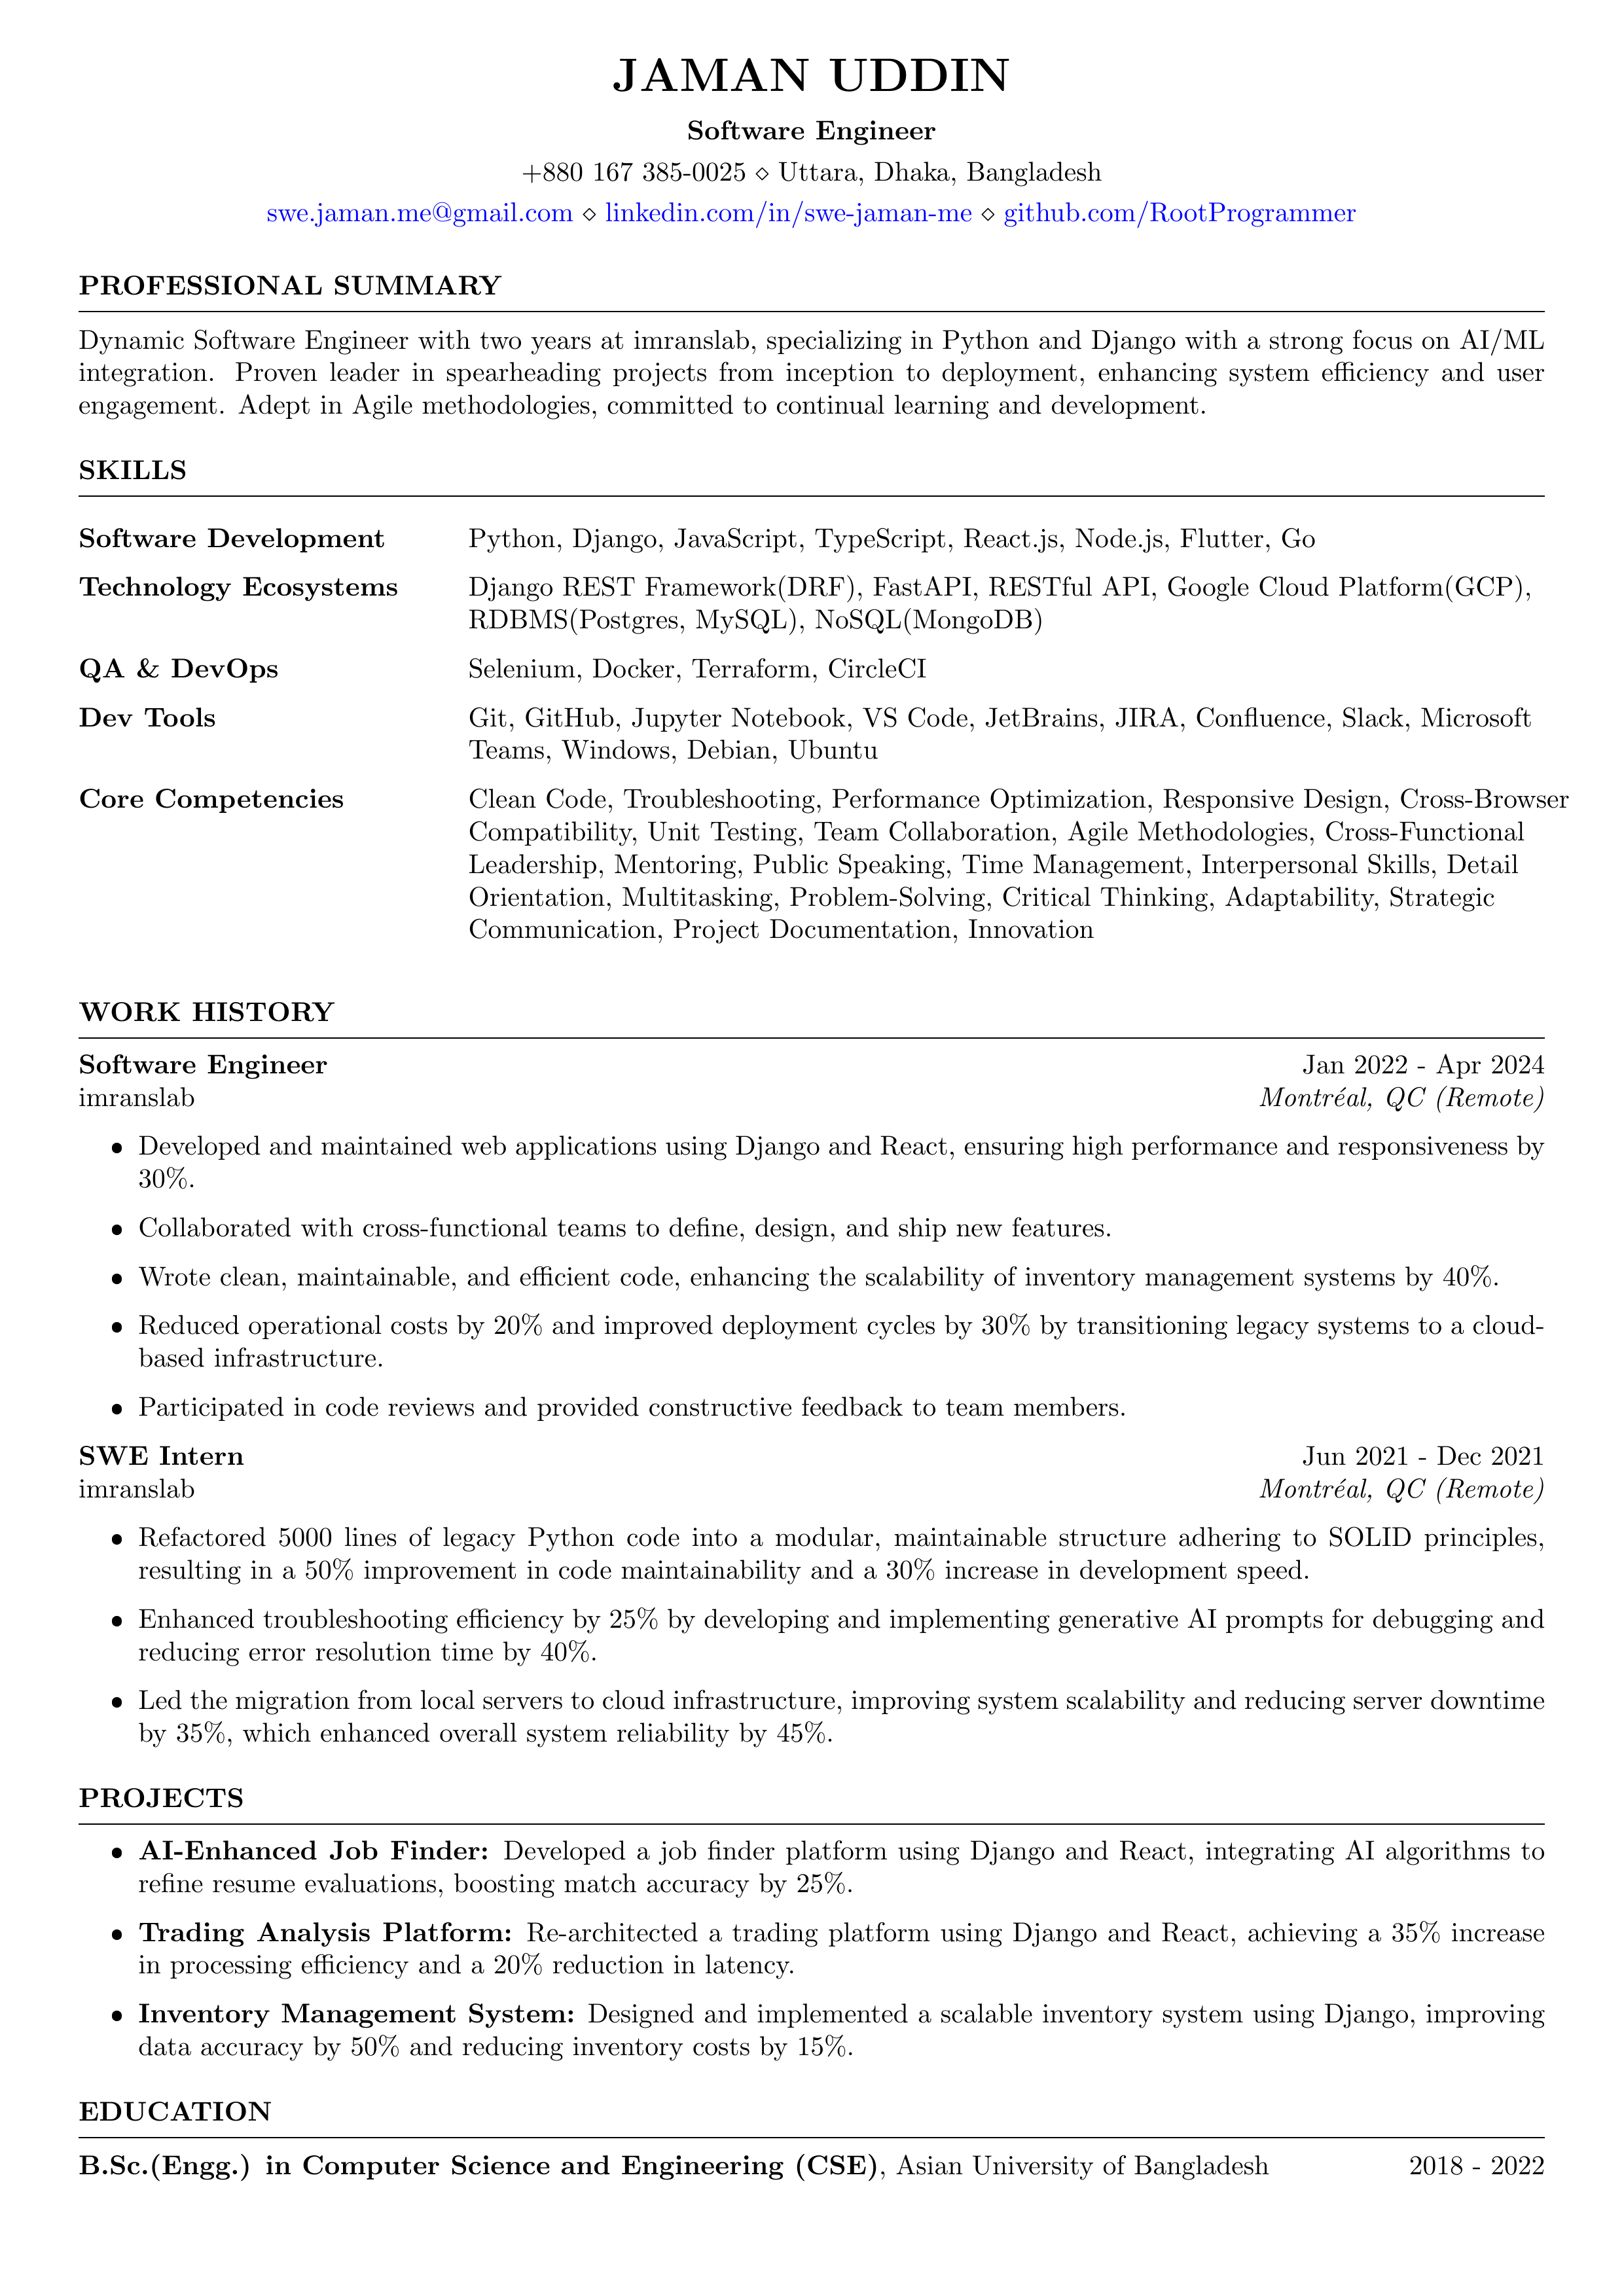 JAMAN UDDIN
Software Engineer
+880 167 385-0025 ⋄ Uttara, Dhaka, Bangladesh
swe.jaman.me@gmail.com ⋄ linkedin.com/in/swe-jaman-me ⋄ github.com/RootProgrammer
PROFESSIONAL SUMMARY
Dynamic Software Engineer with two years at imranslab, specializing in Python and Django with a strong focus on AI/ML
integration. Proven leader in spearheading projects from inception to deployment, enhancing system efficiency and user
engagement. Adept in Agile methodologies, committed to continual learning and development.
SKILLS
Software Development Python, Django, JavaScript, TypeScript, React.js, Node.js, Flutter, Go
Technology Ecosystems Django REST Framework(DRF), FastAPI, RESTful API, Google Cloud Platform(GCP),
RDBMS(Postgres, MySQL), NoSQL(MongoDB)
QA & DevOps Selenium, Docker, Terraform, CircleCI
Dev Tools Git, GitHub, Jupyter Notebook, VS Code, JetBrains, JIRA, Confluence, Slack, Microsoft
Teams, Windows, Debian, Ubuntu
Core Competencies Clean Code, Troubleshooting, Performance Optimization, Responsive Design, Cross-Browser
Compatibility, Unit Testing, Team Collaboration, Agile Methodologies, Cross-Functional
Leadership, Mentoring, Public Speaking, Time Management, Interpersonal Skills, Detail
Orientation, Multitasking, Problem-Solving, Critical Thinking, Adaptability, Strategic
Communication, Project Documentation, Innovation
WORK HISTORY
Software Engineer Jan 2022 - Apr 2024
imranslab Montréal, QC (Remote)
• Developed and maintained web applications using Django and React, ensuring high performance and responsiveness by
30%.
• Collaborated with cross-functional teams to define, design, and ship new features.
• Wrote clean, maintainable, and efficient code, enhancing the scalability of inventory management systems by 40%.
• Reduced operational costs by 20% and improved deployment cycles by 30% by transitioning legacy systems to a cloud-
based infrastructure.
• Participated in code reviews and provided constructive feedback to team members.
SWE Intern Jun 2021 - Dec 2021
imranslab Montréal, QC (Remote)
• Refactored 5000 lines of legacy Python code into a modular, maintainable structure adhering to SOLID principles,
resulting in a 50% improvement in code maintainability and a 30% increase in development speed.
• Enhanced troubleshooting efficiency by 25% by developing and implementing generative AI prompts for debugging and
reducing error resolution time by 40%.
• Led the migration from local servers to cloud infrastructure, improving system scalability and reducing server downtime
by 35%, which enhanced overall system reliability by 45%.
PROJECTS
• AI-Enhanced Job Finder: Developed a job finder platform using Django and React, integrating AI algorithms to
refine resume evaluations, boosting match accuracy by 25%.
• Trading Analysis Platform: Re-architected a trading platform using Django and React, achieving a 35% increase
in processing efficiency and a 20% reduction in latency.
• Inventory Management System: Designed and implemented a scalable inventory system using Django, improving
data accuracy by 50% and reducing inventory costs by 15%.
EDUCATION
B.Sc.(Engg.) in Computer Science and Engineering (CSE), Asian University of Bangladesh 2018 - 2022